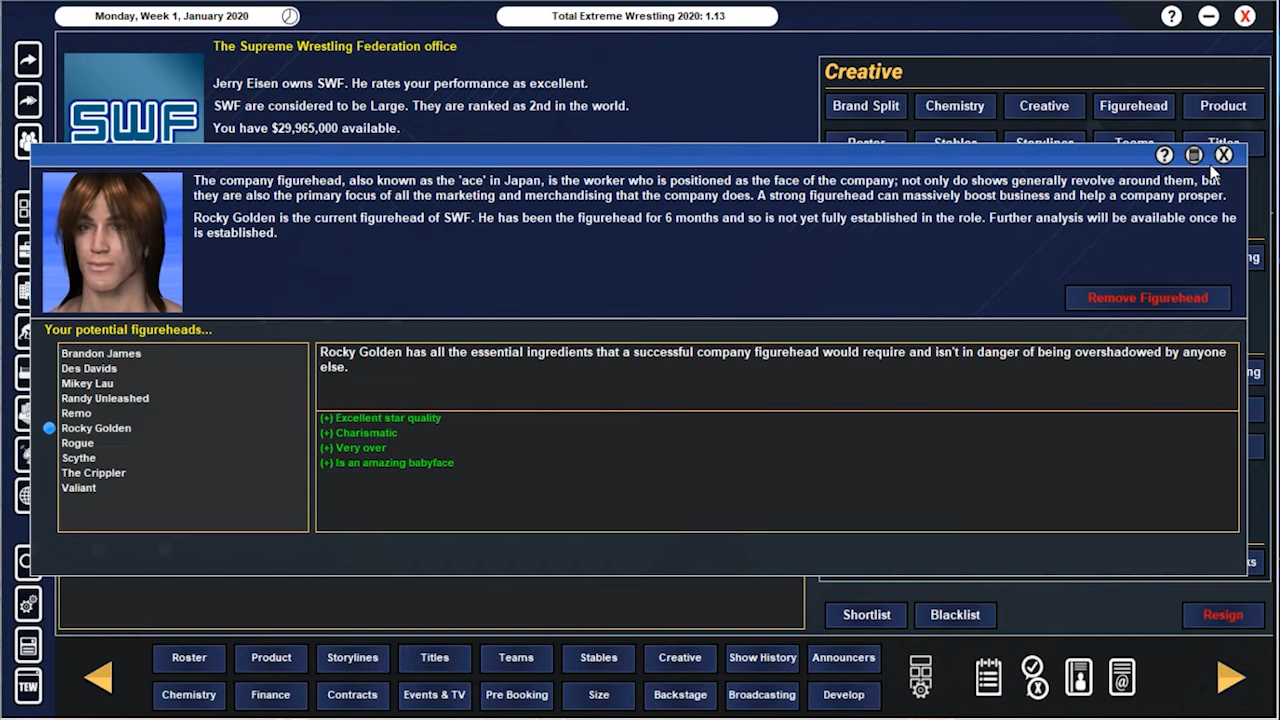 Monday, Week 1, January 2020
Total Extreme Wrestling 2020: 1.13
?
X
The Supreme Wrestling Federation office
SWF
Jerry Eisen owns SWF. He rates your performance as excellent.
SWF are considered to be Large. They are ranked as 2nd in the world.
You have $29,965,000 available.
Creative
Brand Split
Chemistry
Creative
Figurehead
Product
Roster
Stables
Storylines
Teams
Titles
?
X
The company figurehead, also known as the 'ace' in Japan, is the worker who is positioned as the face of the company; not only do shows generally revolve around them, but
they are also the primary focus of all the marketing and merchandising that the company does. A strong figurehead can massively boost business and help a company prosper.
Rocky Golden is the current figurehead of SWF. He has been the figurehead for 6 months and so is not yet fully established in the role. Further analysis will be available once he
is established.
Remove Figurehead
Your potential figureheads...
Brandon James
Des Davids
Mikey Lau
Randy Unleashed
Remo
Rocky Golden
Rogue
Scythe
The Crippler
Valiant
Rocky Golden has all the essential ingredients that a successful company figurehead would require and isn't in danger of being overshadowed by anyone
else.
(+) Excellent star quality
(+) Charismatic
(+) Very over
(+) Is an amazing babyface
ng
ng
ks
Shortlist
Blacklist
Resign
TEW
Roster
Product
Storylines
Titles
Teams
Stables
Creative
Show History
Announcers
Chemistry
Finance
Contracts
Events & TV
Pre Booking
Size
Backstage
Broadcasting
Develop